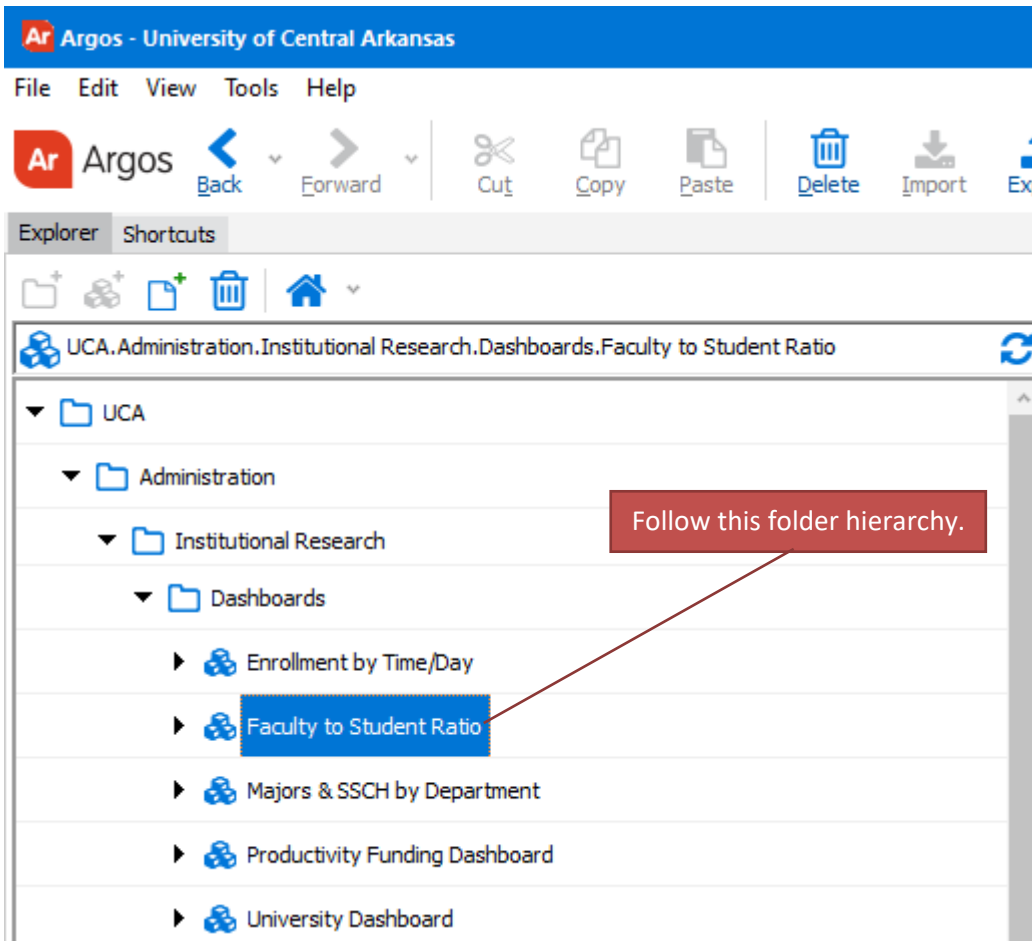 Ar Argos - University of Central Arkansas
File Edit View Tools Help
Ar Argos Back Forward Cut Copy Paste Delete Import Ex
Explorer Shortcuts
UCA.Administration.Institutional Research.Dashboards.Faculty to Student Ratio
UCA
Administration
Follow this folder hierarchy.
Institutional Research
Dashboards
Enrollment by Time/Day
Faculty to Student Ratio
Majors & SSCH by Department
Productivity Funding Dashboard
University Dashboard